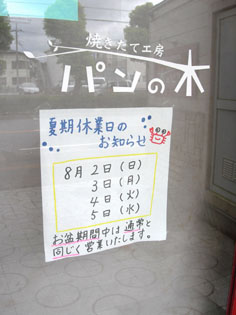 焼きたて工房
パンの木
夏期休業日の
お知らせ
8月2日(日)
3日(月)
4日(火)
5日(水)
お盆期間中は通常と
同じく営業いたします。